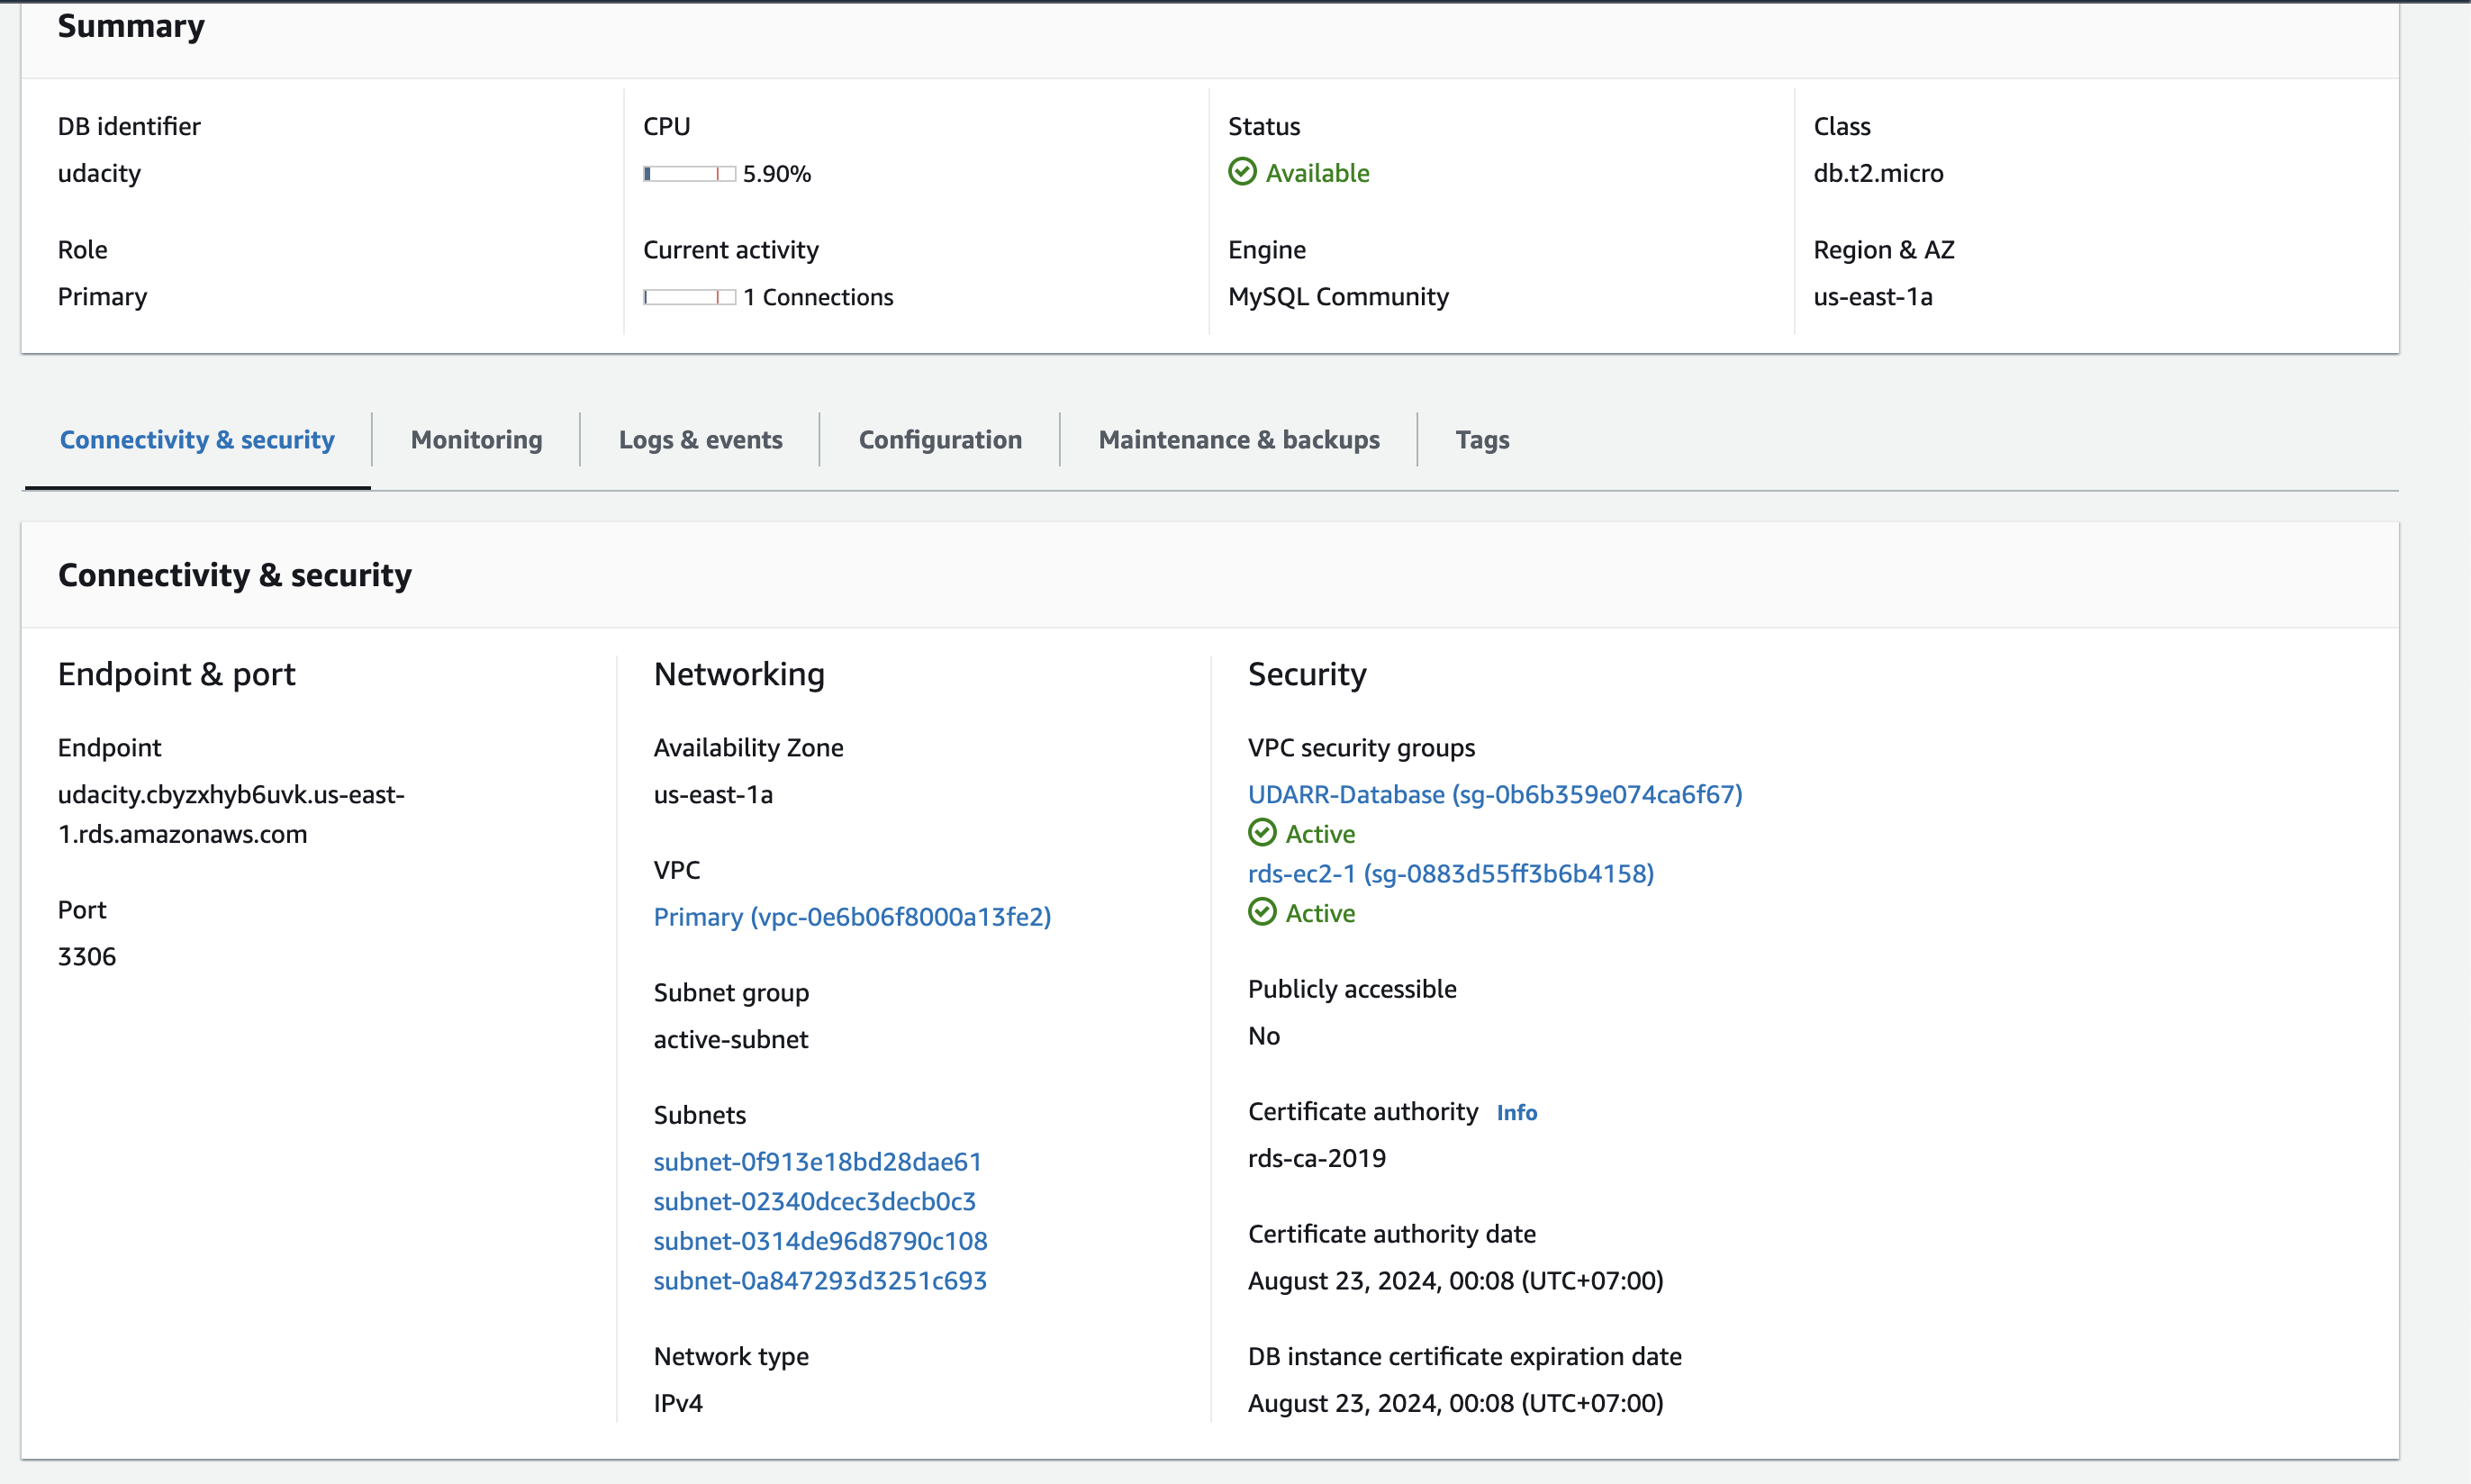 Summary
DB identifier
udacity
CPU
5.90%
Status
Available
Class
db.t2.micro
Role
Primary
Current activity
1 Connections
Engine
MySQL Community
Region & AZ
us-east-1a
Connectivity & security
Monitoring
Logs & events
Configuration
Maintenance & backups
Tags
Connectivity & security
Endpoint & port
Endpoint
udacity.cbyzxhyb6uvk.us-east-
1.rds.amazonaws.com
Port
3306
Networking
Availability Zone
us-east-1a
VPC
Primary (vpc-0e6b06f8000a13fe2)
Subnet group
active-subnet
Subnets
subnet-0f913e18bd28dae61
subnet-02340dcec3decb0c3
subnet-0314de96d8790c108
subnet-0a847293d3251c693
Network type
IPv4
Security
VPC security groups
UDARR-Database (sg-0b6b359e074ca6f67)
Active
rds-ec2-1 (sg-0883d55ff3b6b4158)
Active
Publicly accessible
No
Certificate authority Info
rds-ca-2019
Certificate authority date
August 23, 2024, 00:08 (UTC+07:00)
DB instance certificate expiration date
August 23, 2024, 00:08 (UTC+07:00)